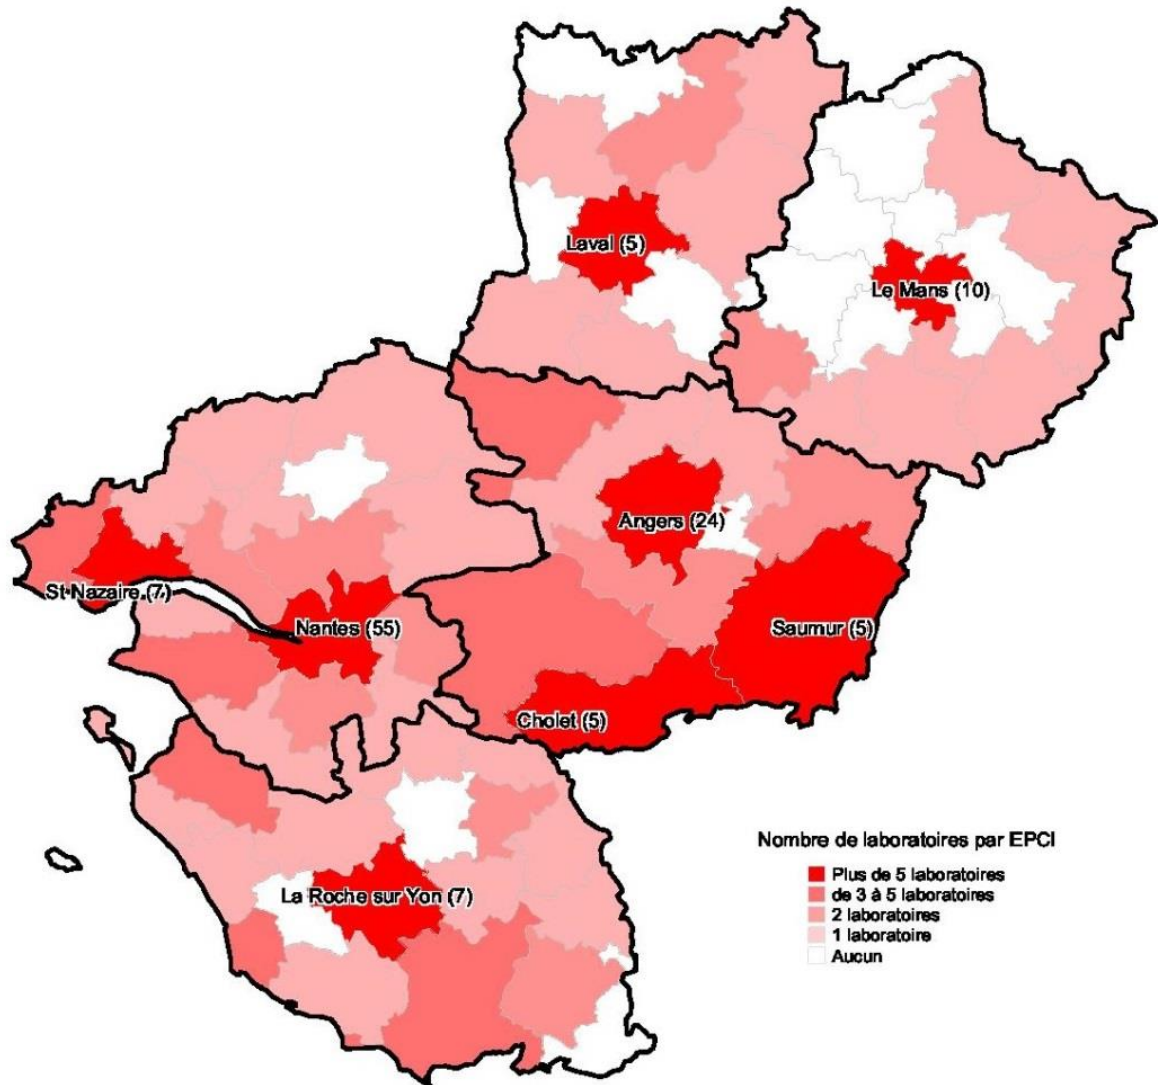 Laval (5)
Le Mans (10)
Angers (24)
St Nazaire (7)
Nantes (55)
Saumur (5)
Cholet (5)
La Roche sur Yon (7)
Nombre de laboratoires par EPCI
Plus de 5 laboratoires
de 3 à 5 laboratoires
2 laboratoires
1 laboratoire
Aucun